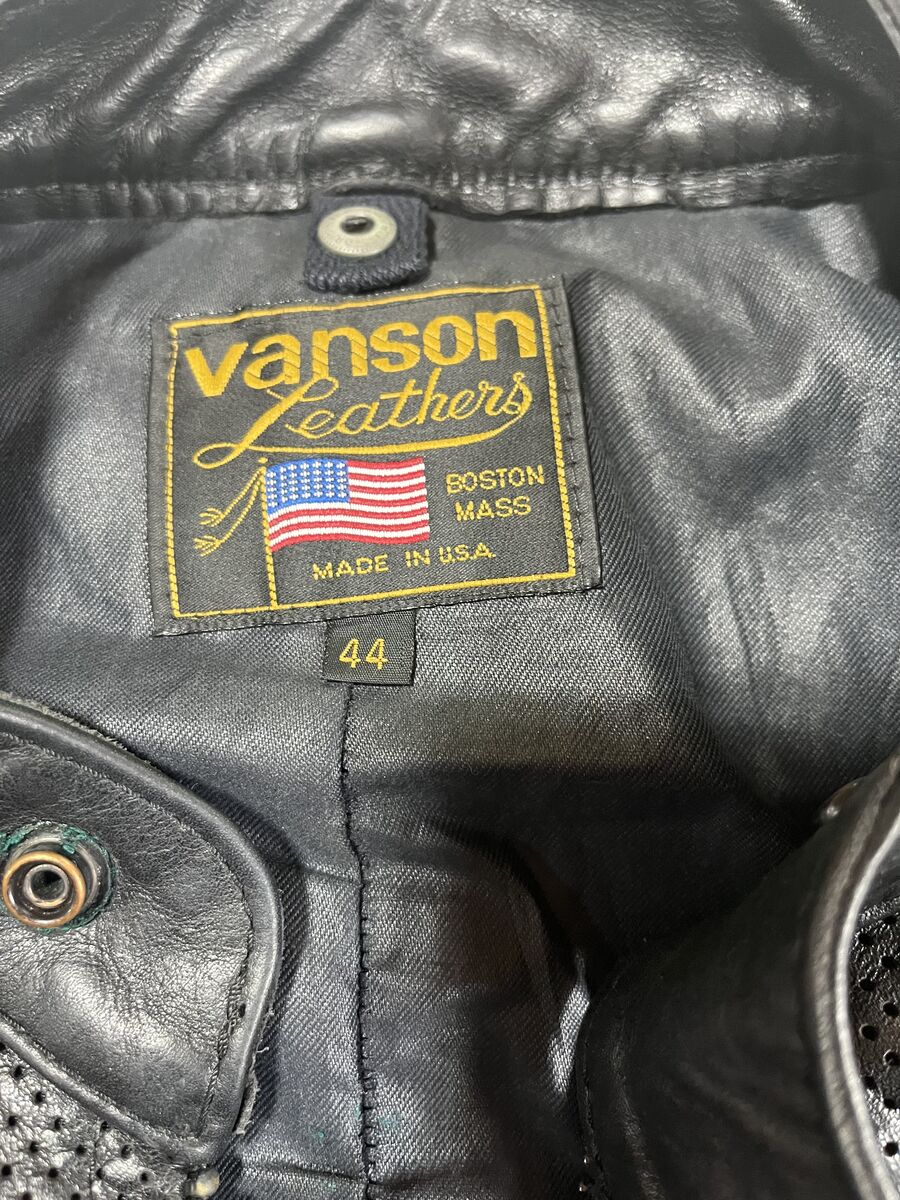 vanson
Leathers
BOSTON
MASS
MADE IN U.S.A.
44